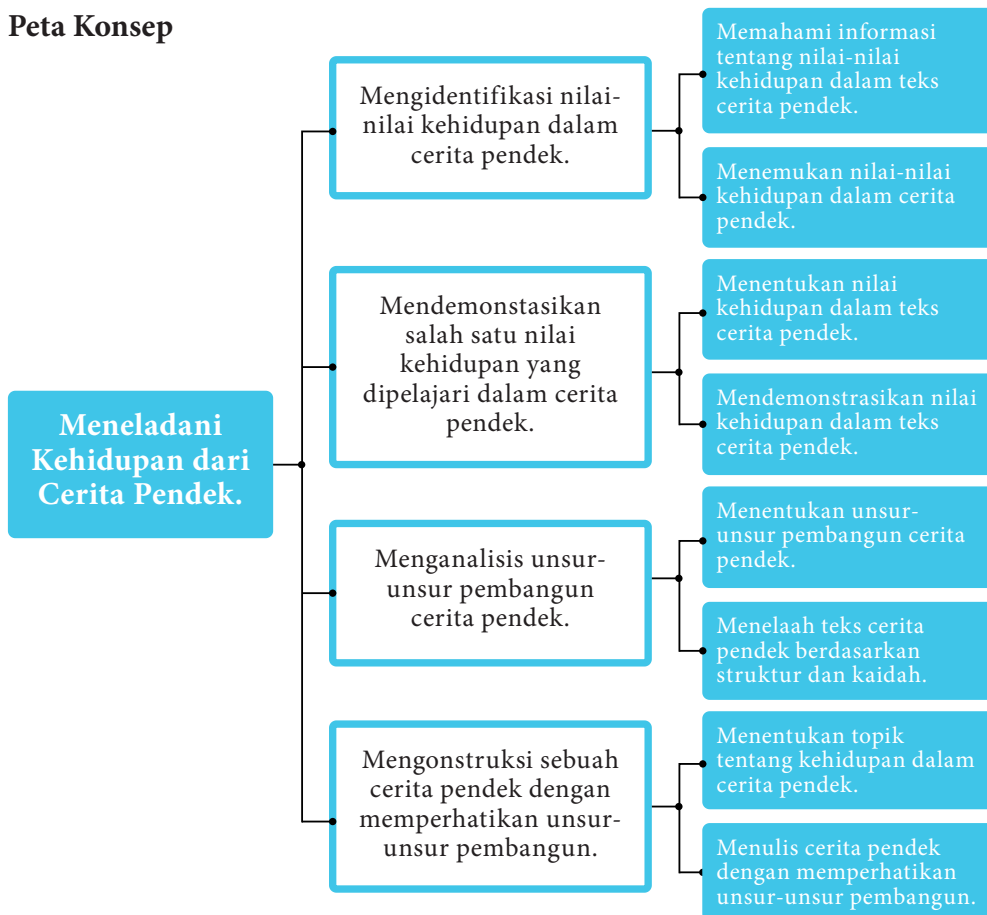 Peta Konsep
Meneladani
Kehidupan dari
Cerita Pendek.
Mengidentifikasi nilai-
nilai kehidupan dalam
cerita pendek.
Memahami informasi
tentang nilai-nilai
kehidupan dalam teks
cerita pendek.
Menemukan nilai-nilai
kehidupan dalam cerita
pendek.
Mendemonstasikan
salah satu nilai
kehidupan yang
dipelajari dalam cerita
pendek.
Menentukan nilai
kehidupan dalam teks
cerita pendek.
Mendemonstrasikan nilai
kehidupan dalam teks
cerita pendek.
Menganalisis unsur-
unsur pembangun
cerita pendek.
Menentukan unsur-
unsur pembangun cerita
pendek.
Menelaah teks cerita
pendek berdasarkan
struktur dan kaidah.
Mengonstruksi sebuah
cerita pendek dengan
memperhatikan unsur-
unsur pembangun.
Menentukan topik
tentang kehidupan dalam
cerita pendek.
Menulis cerita pendek
dengan memperhatikan
unsur-unsur pembangun.